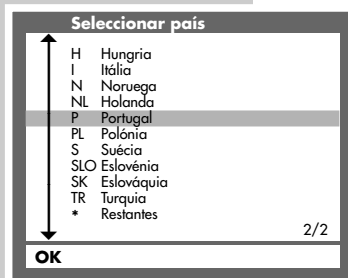 Seleccionar país
H Hungria
I Itália
N Noruega
NL Holanda
P Portugal
PL Polónia
S Suécia
SLO Eslovénia
SK Eslováquia
TR Turquia
* Restantes
2/2
OK